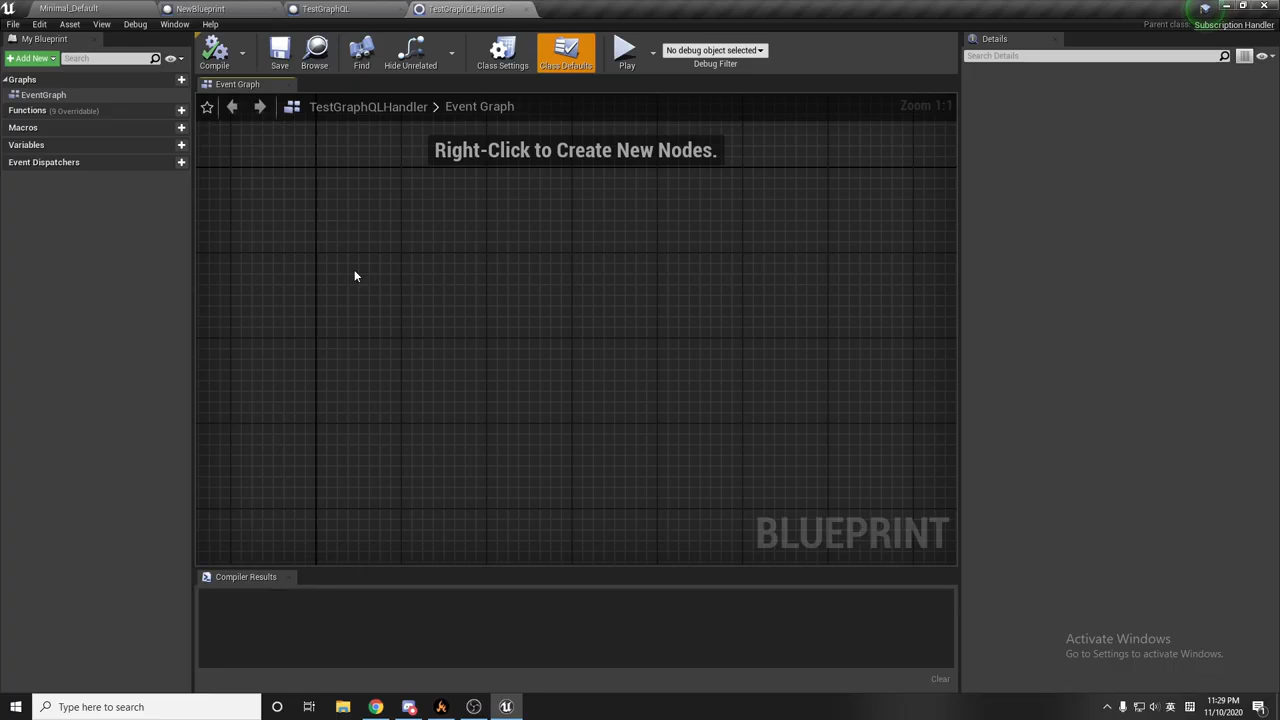 Minimal_Default
NewBlueprint
TestGraphQL
TestGraphQLHandler
File
Edit
Asset
View
Debug
Window
Help
Parent class:
Subscription Handler
My Blueprint
Add New
Search
Compile
Save
Browse
Find
Hide Unrelated
Class Settings
Class Defaults
Play
No debug object selected
Debug Filter
Details
Search Details
Graphs
EventGraph
Functions (9 Overridable)
Macros
Variables
Event Dispatchers
Event Graph
TestGraphQLHandler > Event Graph
Zoom 1:1
Right-Click to Create New Nodes.
BLUEPRINT
Compiler Results
Clear
Activate Windows
Go to Settings to activate Windows.
Type here to search
英
11:29 PM
11/10/2020
1